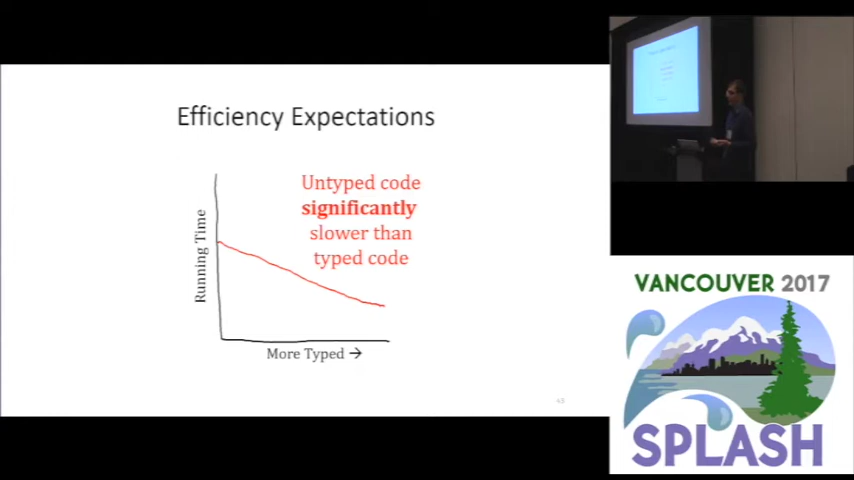 Efficiency Expectations
Untyped code
significantly
slower than
typed code
Running Time
More Typed →
VANCOUVER 2017
SPLASH